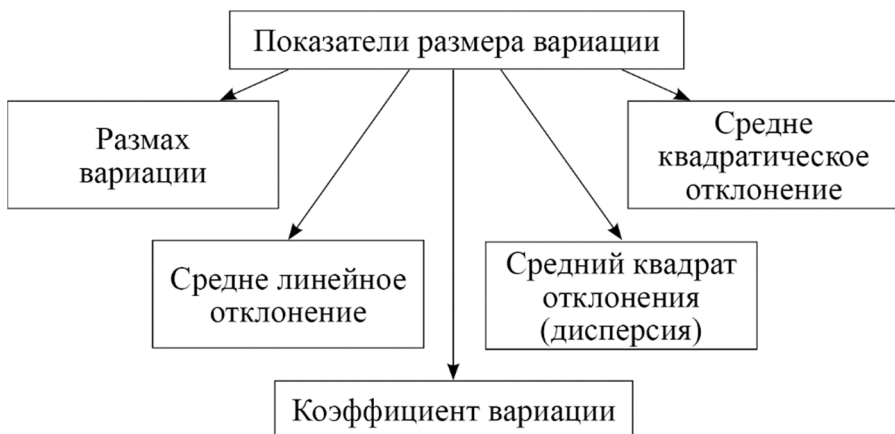 Показатели размера вариации
Размах
вариации
Средне
квадратическое
отклонение
Средне линейное
отклонение
Средний квадрат
отклонения
(дисперсия)
Коэффициент вариации